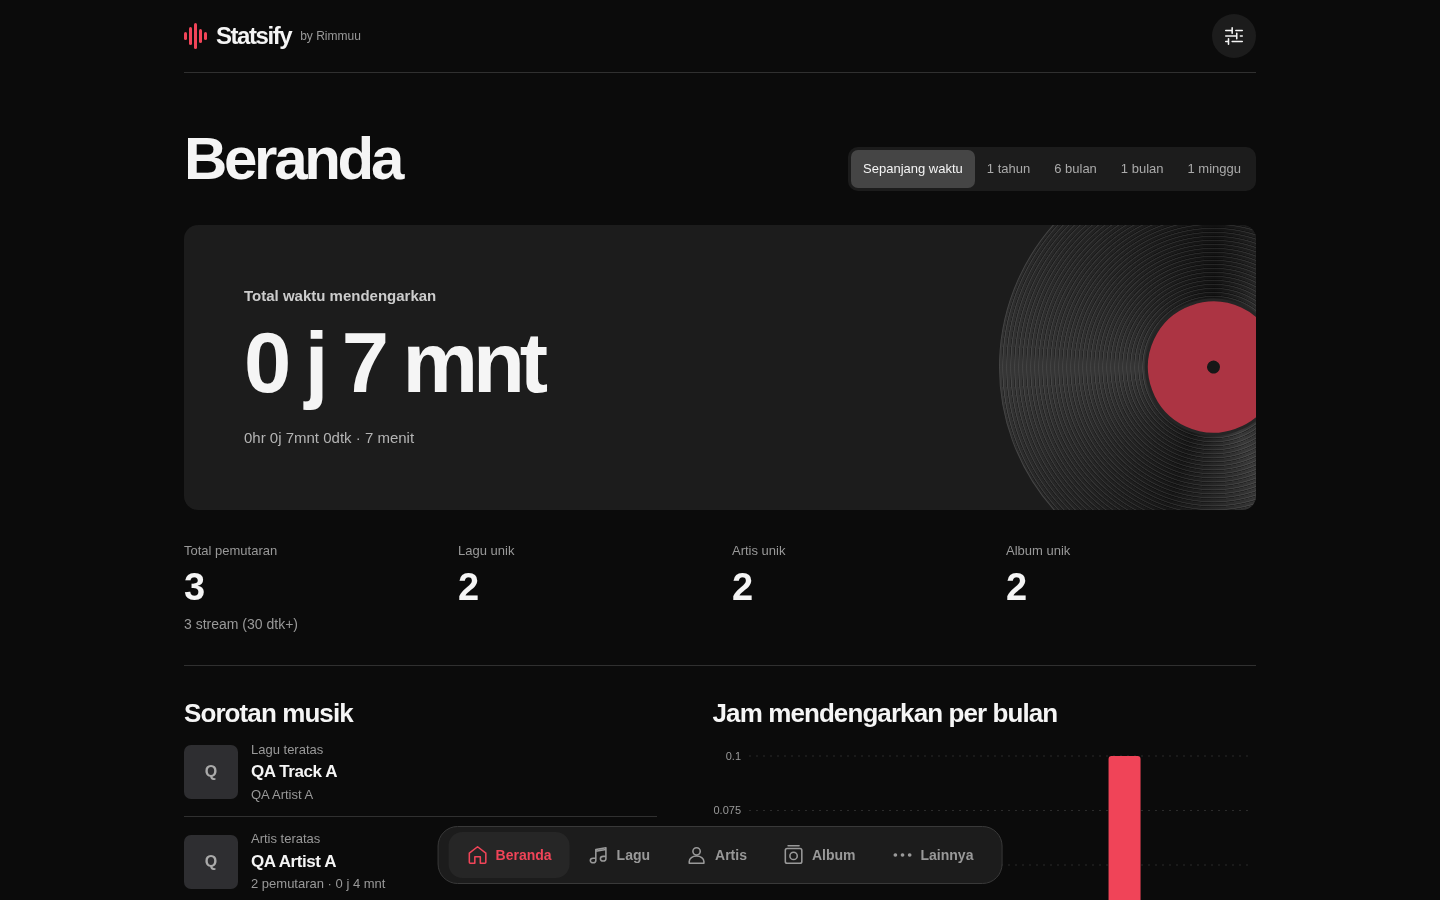 Statsify by Rimmuu
Beranda
Sepanjang waktu 1 tahun 6 bulan 1 bulan 1 minggu
Total waktu mendengarkan
0 j 7 mnt
0hr 0j 7mnt 0dtk · 7 menit
Total pemutaran
3
3 stream (30 dtk+)
Lagu unik
2
Artis unik
2
Album unik
2
Sorotan musik
Q
Lagu teratas
QA Track A
QA Artist A
Q
Artis teratas
QA Artist A
2 pemutaran · 0 j 4 mnt
Jam mendengarkan per bulan
0.1
0.075
Beranda Lagu Artis Album Lainnya